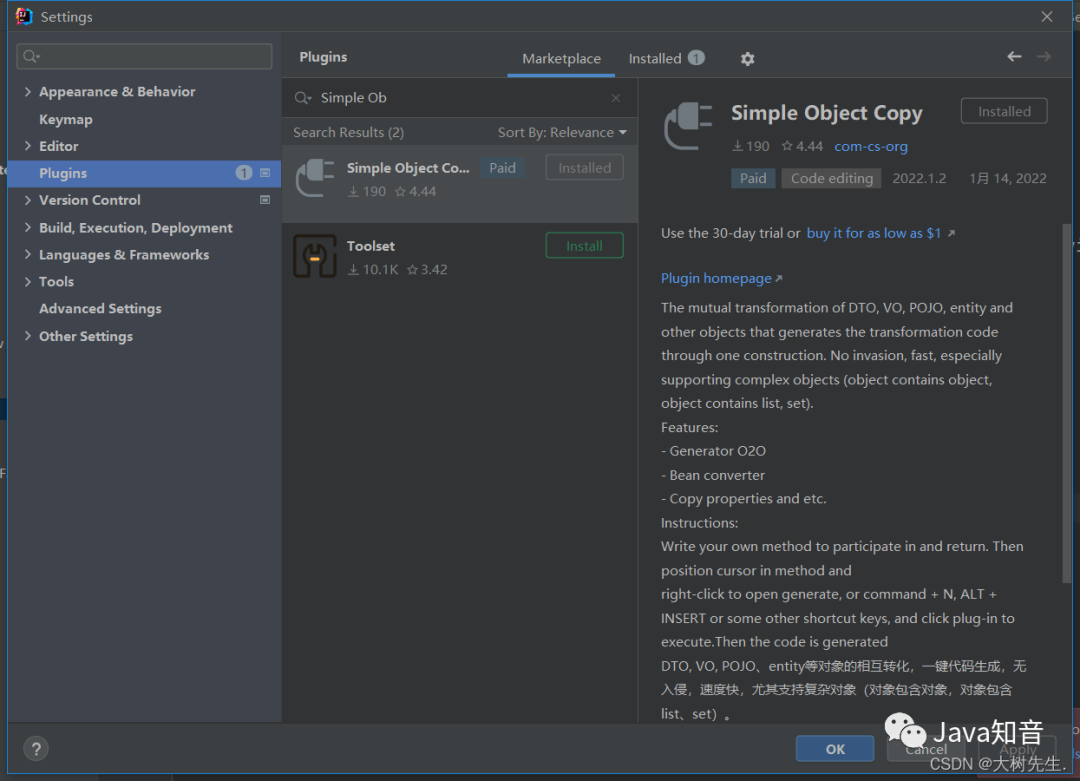 Settings
Plugins
Marketplace
Installed 1
Appearance & Behavior
Keymap
Editor
Plugins 1
Version Control
Build, Execution, Deployment
Languages & Frameworks
Tools
Advanced Settings
Other Settings
Simple Ob
Search Results (2)
Sort By: Relevance
Simple Object Co...
Paid
Installed
190 4.44
Toolset
Install
10.1K 3.42
Simple Object Copy
Installed
190 4.44 com-cs-org
Paid Code editing 2022.1.2 1月 14, 2022
Use the 30-day trial or buy it for as low as $1
Plugin homepage
The mutual transformation of DTO, VO, POJO, entity and
other objects that generates the transformation code
through one construction. No invasion, fast, especially
supporting complex objects (object contains object,
object contains list, set).
Features:
- Generator O2O
- Bean converter
- Copy properties and etc.
Instructions:
Write your own method to participate in and return. Then
position cursor in method and
right-click to open generate, or command + N, ALT +
INSERT or some other shortcut keys, and click plug-in to
execute.Then the code is generated
DTO, VO, POJO、entity等对象的相互转化，一键代码生成，无
入侵，速度快，尤其支持复杂对象（对象包含对象，对象包含
list、set）。
?
OK
Cancel
Apply
Java知音
CSDN @大树先生.